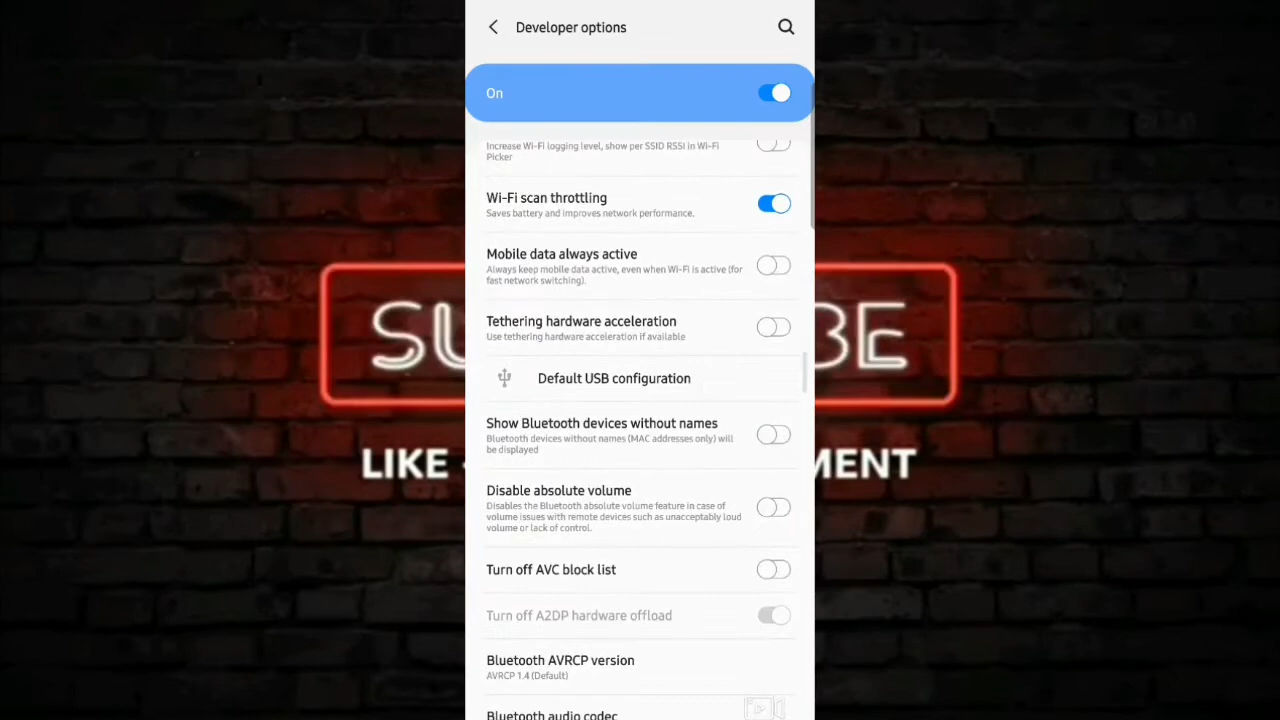 Developer options
On
Increase Wi-Fi logging level, show per SSID RSSI in Wi-Fi
Picker
Wi-Fi scan throttling
Saves battery and improves network performance.
Mobile data always active
Always keep mobile data active, even when Wi-Fi is active (for
fast network switching).
Tethering hardware acceleration
Use tethering hardware acceleration if available
Default USB configuration
Show Bluetooth devices without names
Bluetooth devices without names (MAC addresses only) will
be displayed
Disable absolute volume
Disables the Bluetooth absolute volume feature in case of
volume issues with remote devices such as unacceptably loud
volume or lack of control.
Turn off AVC block list
Turn off A2DP hardware offload
Bluetooth AVRCP version
AVRCP 1.4 (Default)
Bluetooth audio codec
SU BE
LIKE MENT